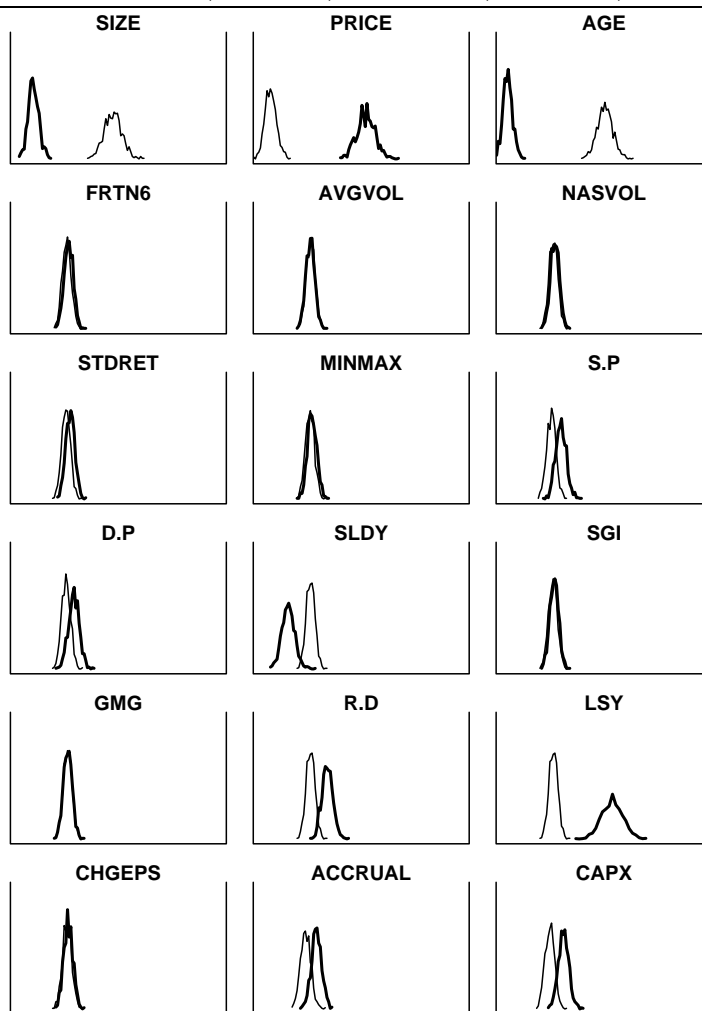 SIZE PRICE AGE
FRTN6 AVGVOL NASVOL
STDRET MINMAX S.P
D.P SLDY SGI
GMG R.D LSY
CHGEPS ACCRUAL CAPX